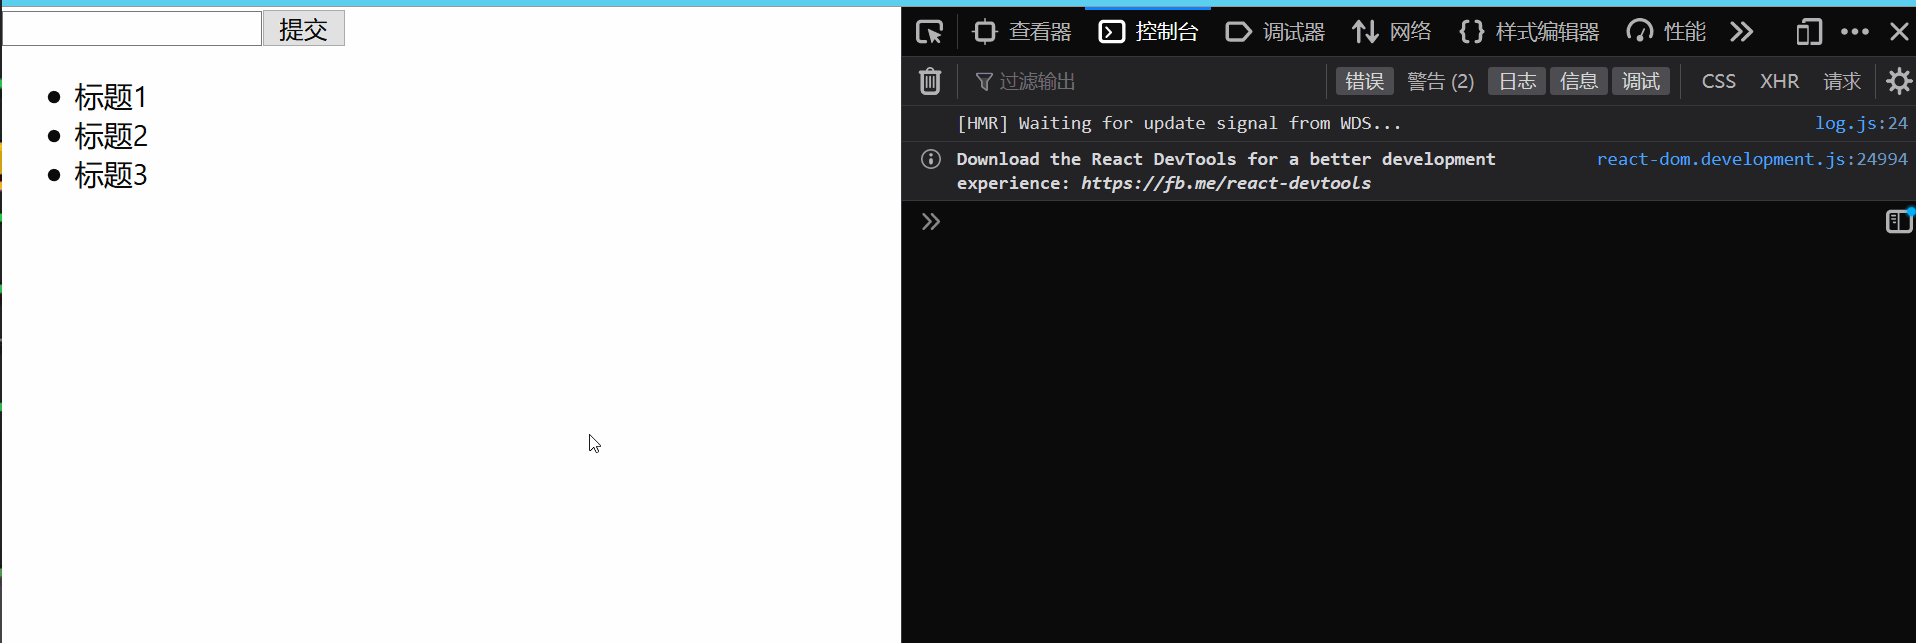 提交
标题1
标题2
标题3
查看器 控制台 调试器 网络 样式编辑器 性能
过滤输出 错误 警告 (2) 日志 信息 调试 CSS XHR 请求
[HMR] Waiting for update signal from WDS... log.js:24
Download the React DevTools for a better development react-dom.development.js:24994
experience: https://fb.me/react-devtools